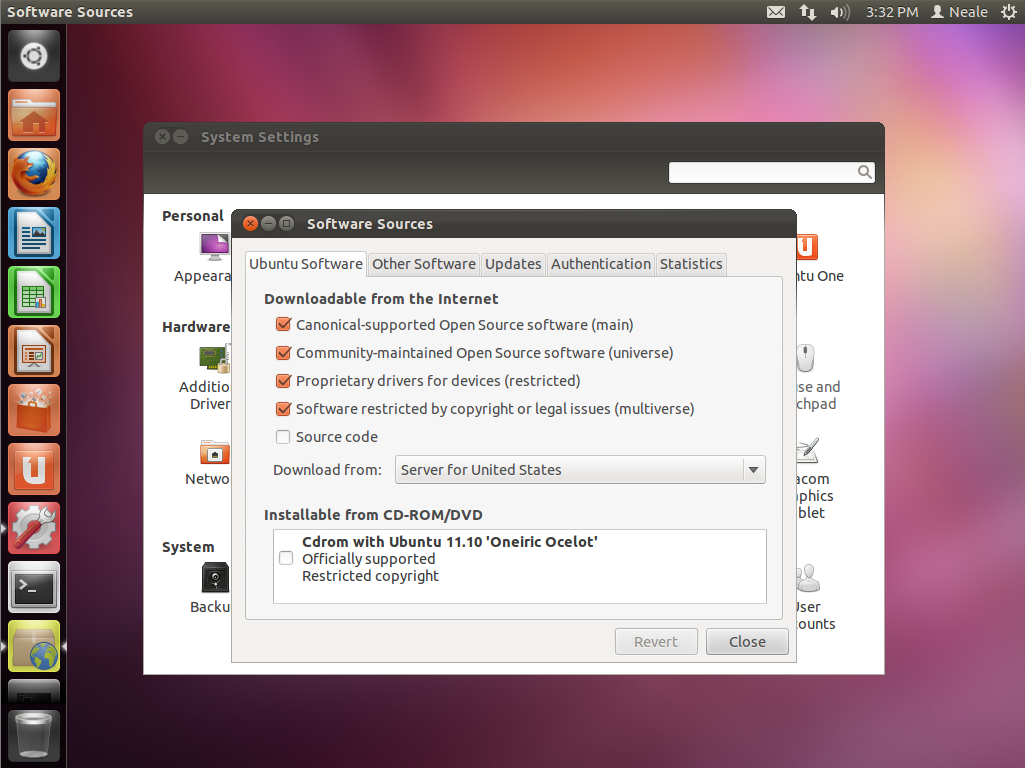 Software Sources
3:32 PM
Neale
System Settings
Personal
Software Sources
Ubuntu Software
Other Software
Updates
Authentication
Statistics
Appeara
ntu One
Downloadable from the Internet
Canonical-supported Open Source software (main)
Hardware
Community-maintained Open Source software (universe)
Proprietary drivers for devices (restricted)
Additio
Driver
use and
chpad
Software restricted by copyright or legal issues (multiverse)
Source code
Download from:
Server for United States
Netwo
acom
phics
blet
Installable from CD-ROM/DVD
Cdrom with Ubuntu 11.10 'Oneiric Ocelot'
Officially supported
Restricted copyright
System
Backu
User
ounts
Revert
Close